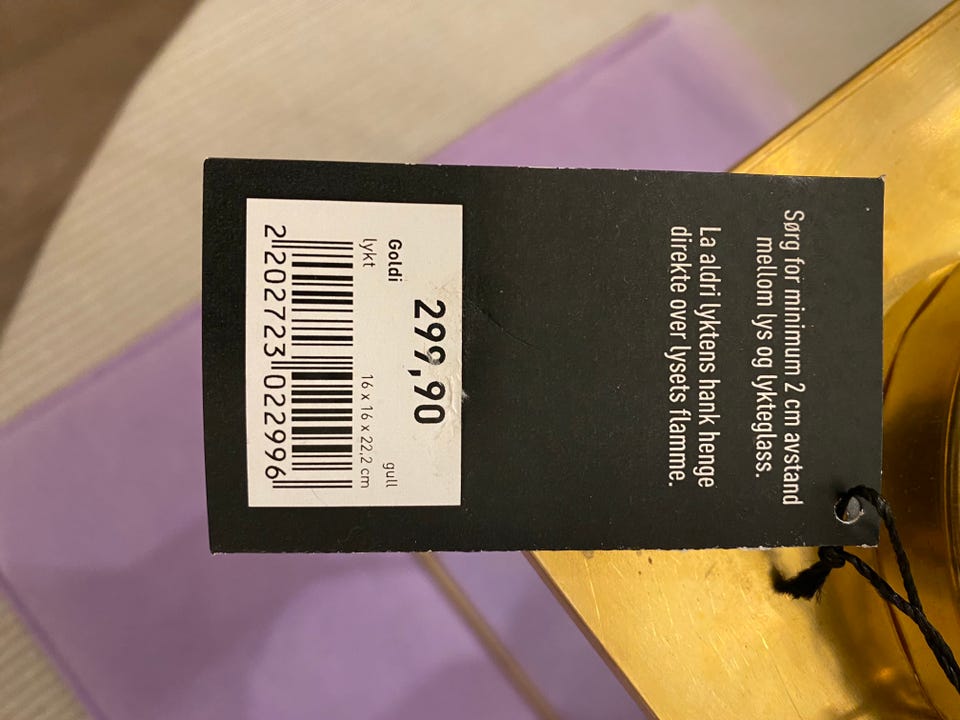 Sørg for minimum 2 cm avstand
mellom lys og lykteglass.
La aldri lyktens hank henge
direkte over lysets flamme.
299,90
Goldi
gull
lykt
16 x 16 x 22,2 cm
2 202723 022996